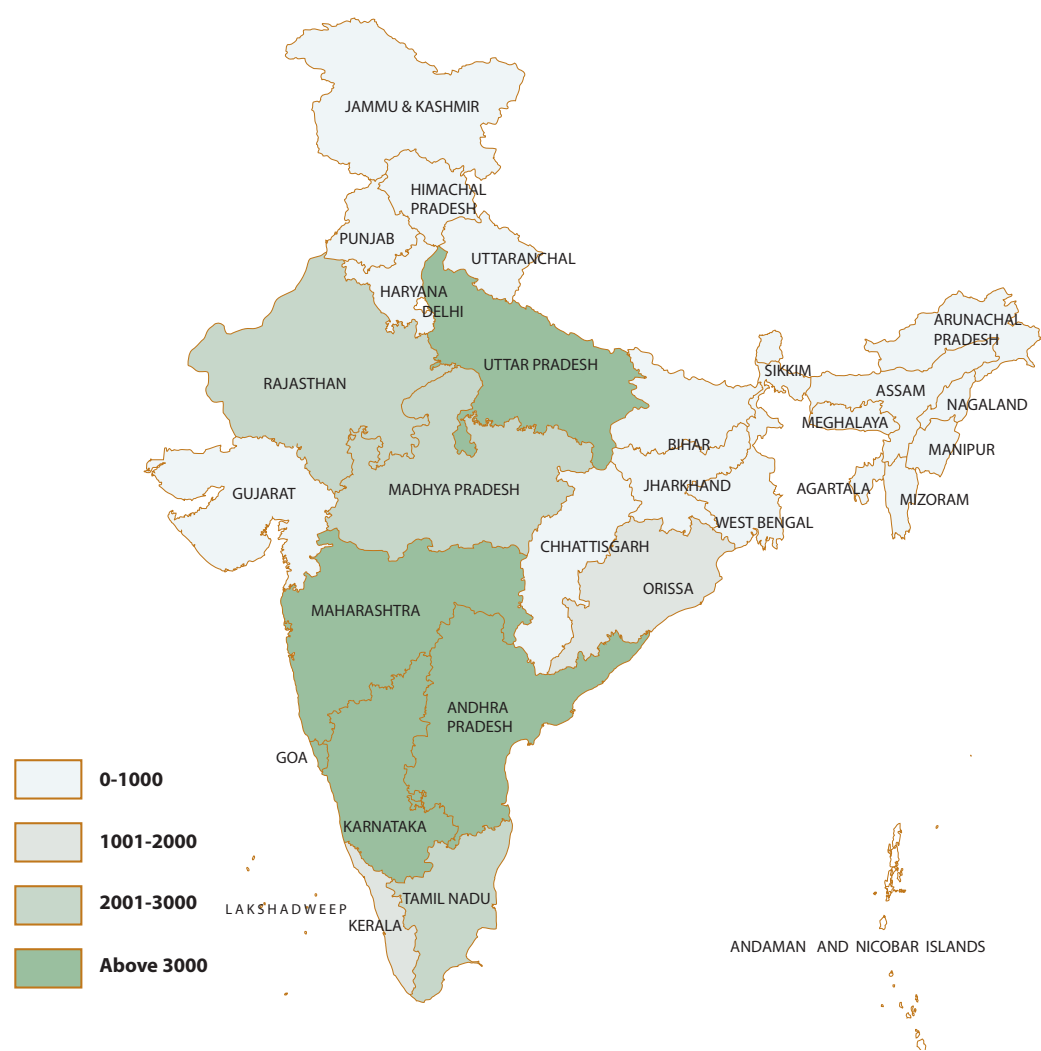 JAMMU & KASHMIR
HIMACHAL
PRADESH
PUNJAB
UTTARANCHAL
HARYANA
DELHI
ARUNACHAL
PRADESH
UTTAR PRADESH
SIKKIM
RAJASTHAN
ASSAM
NAGALAND
MEGHALAYA
BIHAR
MANIPUR
GUJARAT
MADHYA PRADESH
JHARKHAND
AGARTALA
MIZORAM
WEST BENGAL
CHHATTISGARH
ORISSA
MAHARASHTRA
ANDHRA
PRADESH
GOA
KARNATAKA
TAMIL NADU
LAKSHADWEEP
KERALA
ANDAMAN AND NICOBAR ISLANDS
0-1000
1001-2000
2001-3000
Above 3000